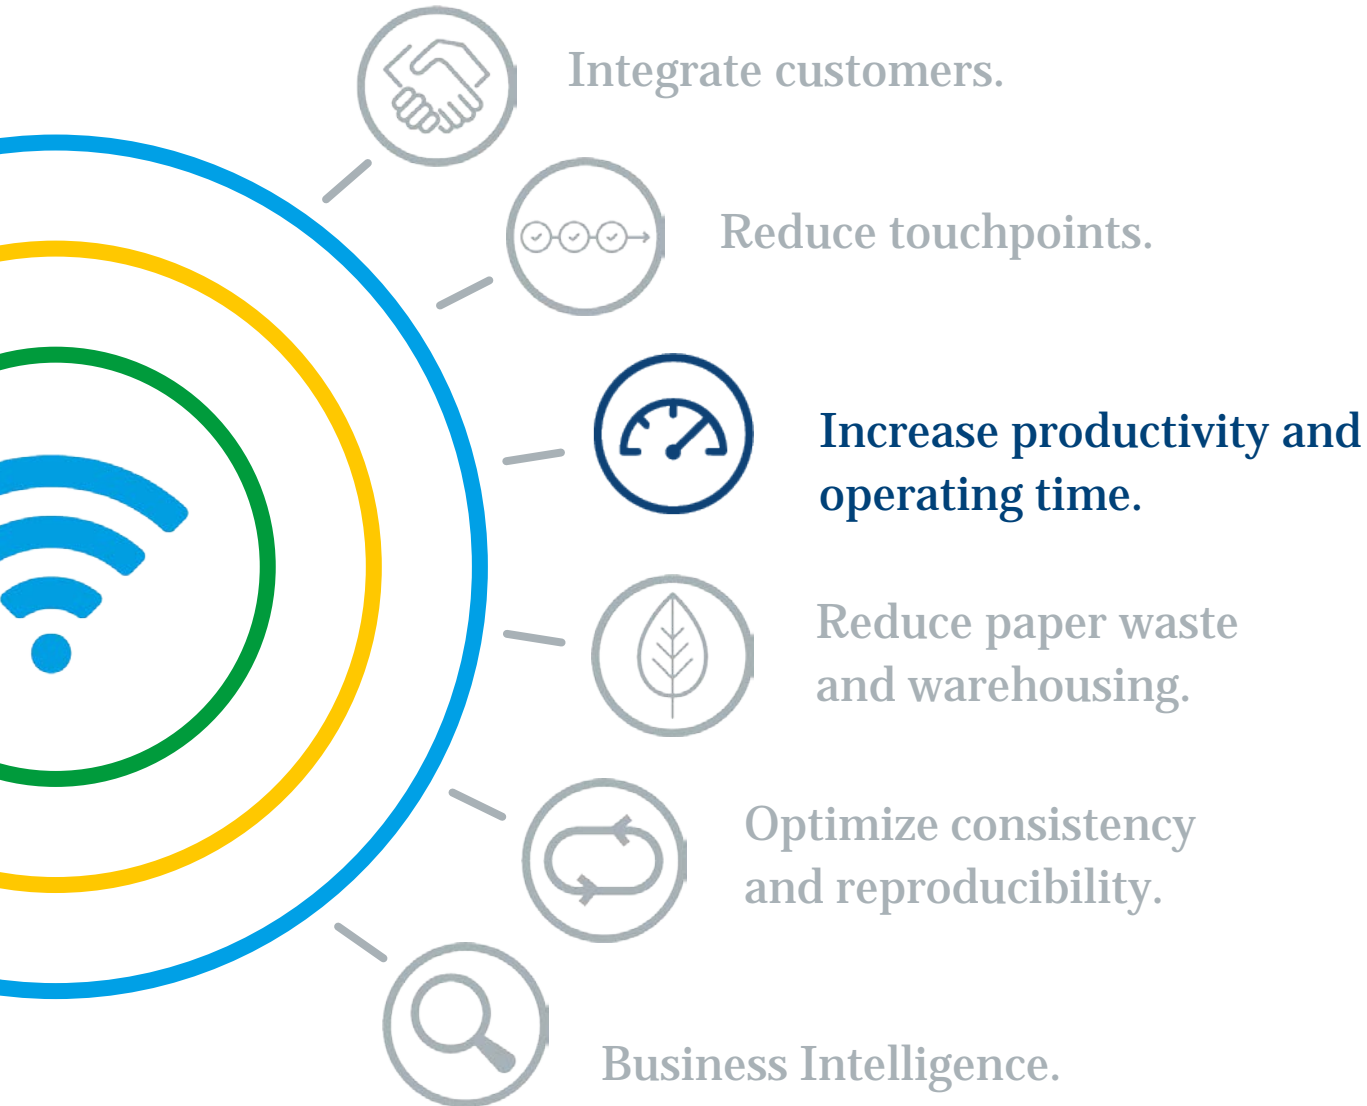 Integrate customers.
Reduce touchpoints.
Increase productivity and
operating time.
Reduce paper waste
and warehousing.
Optimize consistency
and reproducibility.
Business Intelligence.